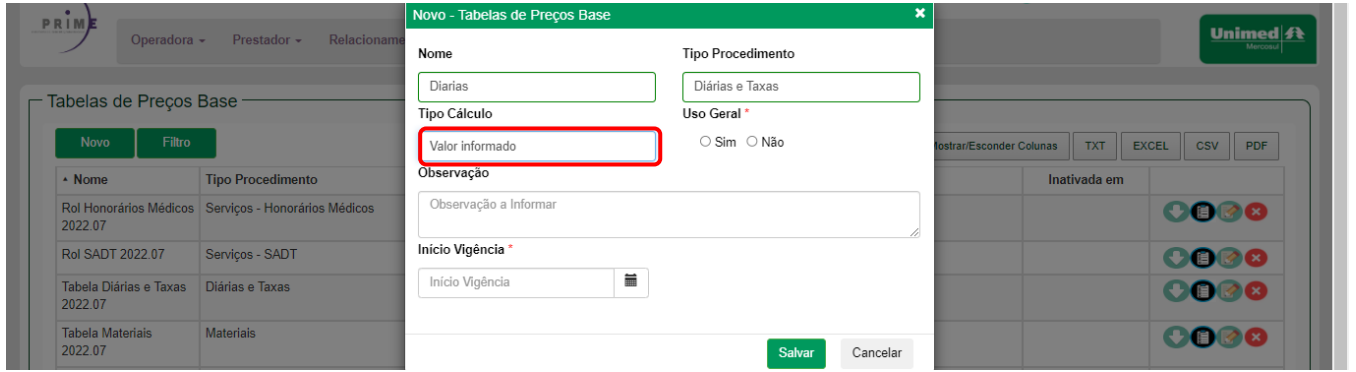 PRIME
Operadora Prestador Relacioname
Unimed
Mercosul
Novo - Tabelas de Preços Base
Nome
Tipo Procedimento
Diarias
Diárias e Taxas
Tipo Cálculo
Uso Geral *
Valor informado
Sim Não
Observação
Observação a Informar
Início Vigência *
Início Vigência
Salvar Cancelar
Tabelas de Preços Base
Novo Filtro
Mostrar/Esconder Colunas TXT EXCEL CSV PDF
Nome Tipo Procedimento Inativada em
Rol Honorários Médicos Serviços - Honorários Médicos
2022.07
Rol SADT 2022.07 Serviços - SADT
Tabela Diárias e Taxas Diárias e Taxas
2022.07
Tabela Materiais Materiais
2022.07